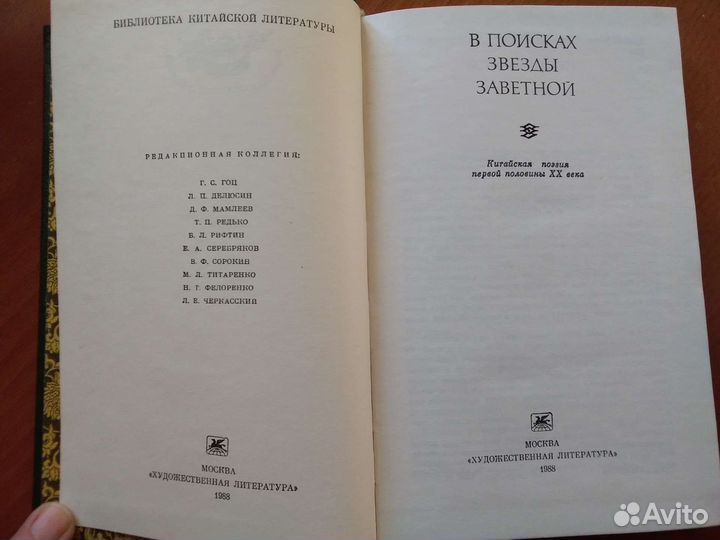 БИБЛИОТЕКА КИТАЙСКОЙ ЛИТЕРАТУРЫ
РЕДАКЦИОННАЯ КОЛЛЕГИЯ:
Г. С. ГОЦ
Л. П. ДЕЛЮСИН
Д. Ф. МАМЛЕЕВ
Т. П. РЕДЬКО
Б. Л. РИФТИН
Е. А. СЕРЕБРЯКОВ
В. Ф. СОРОКИН
М. Л. ТИТАРЕНКО
Н. Т. ФЕДОРЕНКО
Л. Е. ЧЕРКАССКИЙ
МОСКВА
«ХУДОЖЕСТВЕННАЯ ЛИТЕРАТУРА»
1988
В ПОИСКАХ
ЗВЕЗДЫ
ЗАВЕТНОЙ
Китайская поэзия
первой половины XX века
МОСКВА
«ХУДОЖЕСТВЕННАЯ ЛИТЕРАТУРА»
1988
Avito